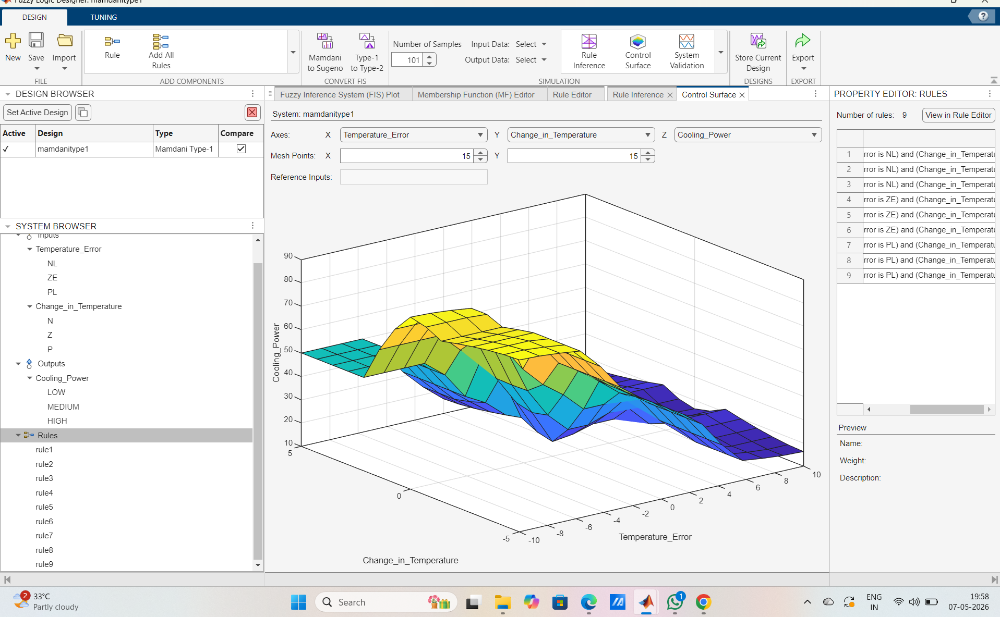 Fuzzy Logic Designer: mamdanitype1
DESIGN
TUNING
New
Save
Import
FILE
Rule
Add All
Rules
ADD COMPONENTS
Mamdani
to Sugeno
Type-1
to Type-2
CONVERT FIS
Number of Samples
101
Input Data: Select
Output Data: Select
Rule
Inference
Control
Surface
System
Validation
SIMULATION
Store Current
Design
DESIGNS
Export
EXPORT
DESIGN BROWSER
Set Active Design
Active Design Type Compare
mamdanitype1 Mamdani Type-1
SYSTEM BROWSER
Inputs
Temperature_Error
NL
ZE
PL
Change_in_Temperature
N
Z
P
Outputs
Cooling_Power
LOW
MEDIUM
HIGH
Rules
rule1
rule2
rule3
rule4
rule5
rule6
rule7
rule8
rule9
Fuzzy Inference System (FIS) Plot
Membership Function (MF) Editor
Rule Editor
Rule Inference
Control Surface
System: mamdanitype1
Axes: X Temperature_Error Y Change_in_Temperature Z Cooling_Power
Mesh Points: X 15 Y 15
Reference Inputs:
90
80
70
60
50
40
30
20
10
Cooling_Power
5
0
-5
Change_in_Temperature
-10
-8
-6
-4
-2
0
2
4
6
8
10
Temperature_Error
PROPERTY EDITOR: RULES
Number of rules: 9
View in Rule Editor
1 rror is NL) and (Change_in_Temperatu
2 rror is NL) and (Change_in_Temperatu
3 rror is NL) and (Change_in_Temperatu
4 rror is ZE) and (Change_in_Temperatu
5 rror is ZE) and (Change_in_Temperatu
6 rror is ZE) and (Change_in_Temperatu
7 rror is PL) and (Change_in_Temperatu
8 rror is PL) and (Change_in_Temperatu
9 rror is PL) and (Change_in_Temperatu
Preview
Name:
Weight:
Description:
2
33°C
Partly cloudy
Search
1
ENG
IN
19:58
07-05-2026